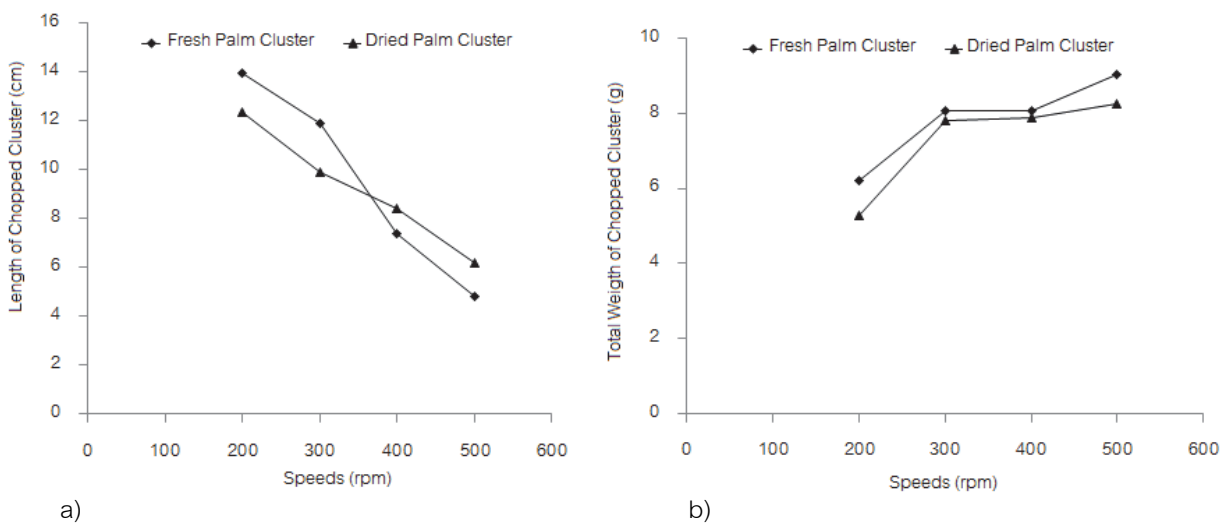 Length of Chopped Cluster (cm)
16
14
12
10
8
6
4
2
0
Fresh Palm Cluster
Dried Palm Cluster
0 100 200 300 400 500 600
Speeds (rpm)
a)
Total Weigth of Chopped Cluster (g)
10
8
6
4
2
0
Fresh Palm Cluster
Dried Palm Cluster
0 100 200 300 400 500 600
Speeds (rpm)
b)